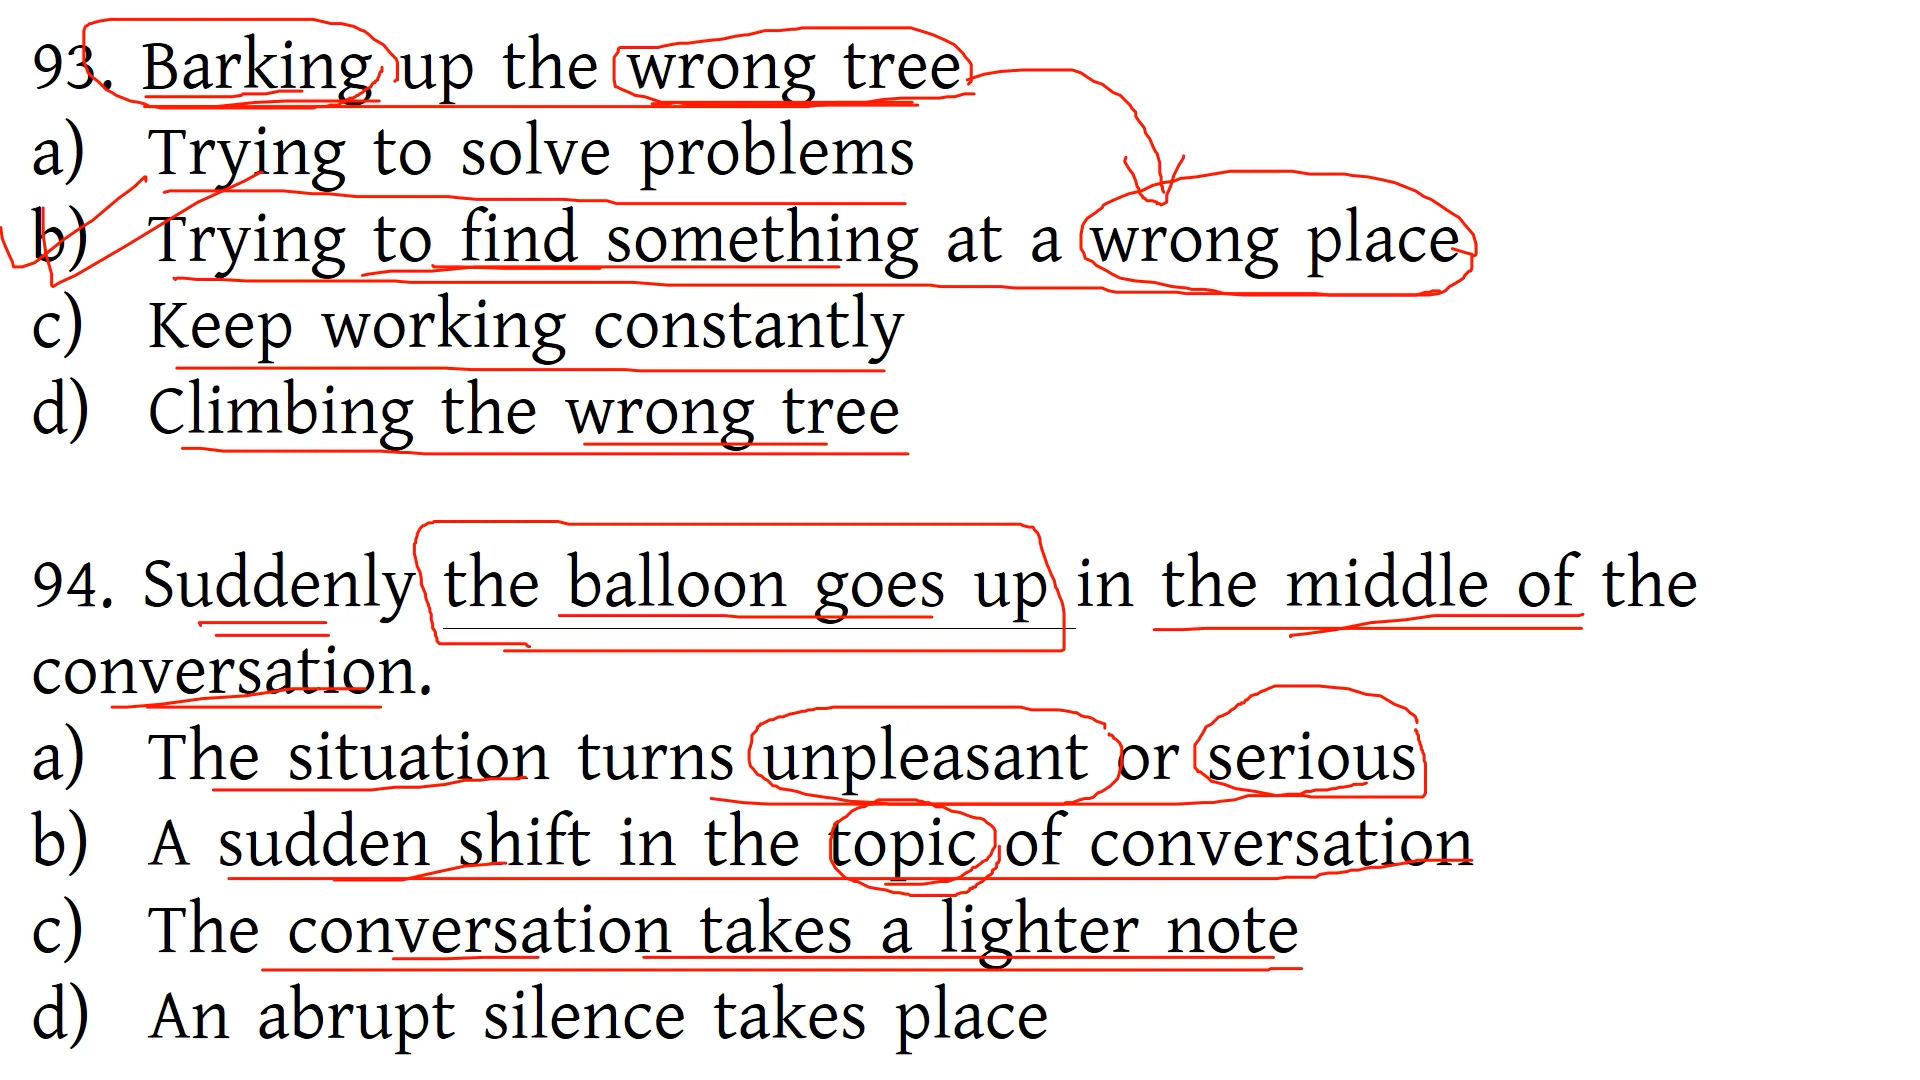 93. Barking up the wrong tree
a) Trying to solve problems
b) Trying to find something at a wrong place
c) Keep working constantly
d) Climbing the wrong tree
94. Suddenly the balloon goes up in the middle of the
conversation.
a) The situation turns unpleasant or serious
b) A sudden shift in the topic of conversation
c) The conversation takes a lighter note
d) An abrupt silence takes place